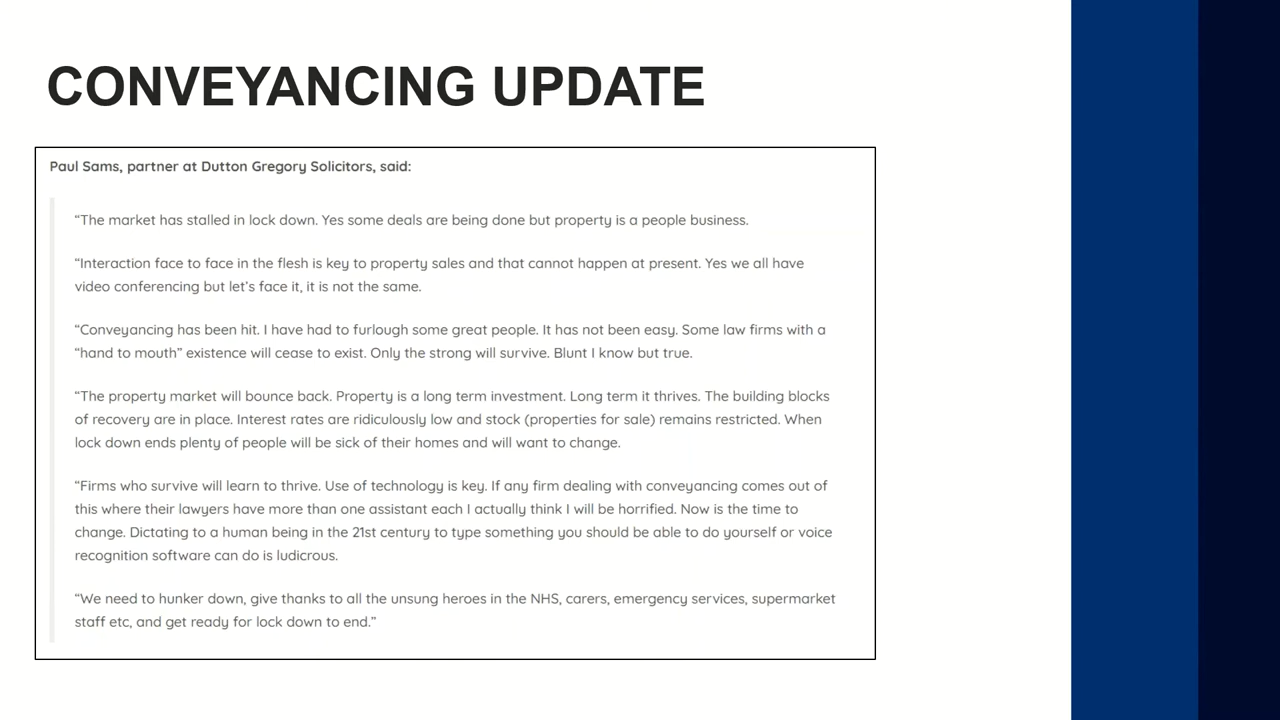 CONVEYANCING UPDATE
Paul Sams, partner at Dutton Gregory Solicitors, said:
“The market has stalled in lock down. Yes some deals are being done but property is a people business.
“Interaction face to face in the flesh is key to property sales and that cannot happen at present. Yes we all have
video conferencing but let’s face it, it is not the same.
“Conveyancing has been hit. I have had to furlough some great people. It has not been easy. Some law firms with a
“hand to mouth” existence will cease to exist. Only the strong will survive. Blunt I know but true.
“The property market will bounce back. Property is a long term investment. Long term it thrives. The building blocks
of recovery are in place. Interest rates are ridiculously low and stock (properties for sale) remains restricted. When
lock down ends plenty of people will be sick of their homes and will want to change.
“Firms who survive will learn to thrive. Use of technology is key. If any firm dealing with conveyancing comes out of
this where their lawyers have more than one assistant each I actually think I will be horrified. Now is the time to
change. Dictating to a human being in the 21st century to type something you should be able to do yourself or voice
recognition software can do is ludicrous.
“We need to hunker down, give thanks to all the unsung heroes in the NHS, carers, emergency services, supermarket
staff etc, and get ready for lock down to end.”